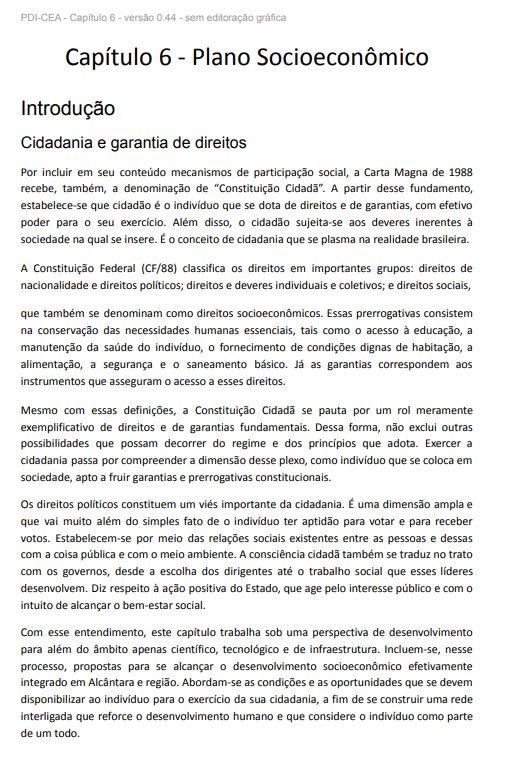 PDI-CEA - Capítulo 6 - versão 0.44 - sem editoração gráfica
Capítulo 6 - Plano Socioeconômico
Introdução
Cidadania e garantia de direitos
Por incluir em seu conteúdo mecanismos de participação social, a Carta Magna de 1988
recebe, também, a denominação de “Constituição Cidadã”. A partir desse fundamento,
estabelece-se que cidadão é o indivíduo que se dota de direitos e de garantias, com efetivo
poder para o seu exercício. Além disso, o cidadão sujeita-se aos deveres inerentes à
sociedade na qual se insere. É o conceito de cidadania que se plasma na realidade brasileira.
A Constituição Federal (CF/88) classifica os direitos em importantes grupos: direitos de
nacionalidade e direitos políticos; direitos e deveres individuais e coletivos; e direitos sociais,
que também se denominam como direitos socioeconômicos. Essas prerrogativas consistem
na conservação das necessidades humanas essenciais, tais como o acesso à educação, a
manutenção da saúde do indivíduo, o fornecimento de condições dignas de habitação, a
alimentação, a segurança e o saneamento básico. Já as garantias correspondem aos
instrumentos que asseguram o acesso a esses direitos.
Mesmo com essas definições, a Constituição Cidadã se pauta por um rol meramente
exemplificativo de direitos e de garantias fundamentais. Dessa forma, não exclui outras
possibilidades que possam decorrer do regime e dos princípios que adota. Exercer a
cidadania passa por compreender a dimensão desse plexo, como indivíduo que se coloca em
sociedade, apto a fruir garantias e prerrogativas constitucionais.
Os direitos políticos constituem um viés importante da cidadania. É uma dimensão ampla e
que vai muito além do simples fato de o indivíduo ter aptidão para votar e para receber
votos. Estabelecem-se por meio das relações sociais existentes entre as pessoas e dessas
com a coisa pública e com o meio ambiente. A consciência cidadã também se traduz no trato
com os governos, desde a escolha dos dirigentes até o trabalho social que esses líderes
desenvolvem. Diz respeito à ação positiva do Estado, que age pelo interesse público e com o
intuito de alcançar o bem-estar social.
Com esse entendimento, este capítulo trabalha sob uma perspectiva de desenvolvimento
para além do âmbito apenas científico, tecnológico e de infraestrutura. Incluem-se, nesse
processo, propostas para se alcançar o desenvolvimento socioeconômico efetivamente
integrado em Alcântara e região. Abordam-se as condições e as oportunidades que se devem
disponibilizar ao indivíduo para o exercício da sua cidadania, a fim de se construir uma rede
interligada que reforce o desenvolvimento humano e que considere o indivíduo como parte
de um todo.